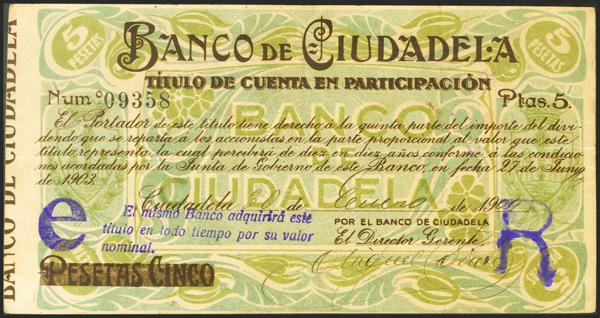 5 PESETAS
BANCO DE CIUDADELA
5 PESETAS
TÍTULO DE CUENTA EN PARTICIPACIÓN
Num.º 09358
Ptas. 5.
BANCO
El Portador de este título tiene derecho á la quinta parte del importe del divi-
dendo que se reparta á los accionistas en la parte proporcional al valor que este
título representa la cual percibirá de diez en diez años conforme, á las condicio-
nes acordadas por la Junta de Gobierno de este Banco, en fecha 27 de Junio
de 1903.
CIUDADELA
Ciudadela 20 de Enero de 190
El mismo Banco adquirirá este
título en todo tiempo por su valor
nominal.
POR EL BANCO DE CIUDADELA
El Director Gerente,
e
R
PESETAS CINCO
BANCO DE CIUDADELA